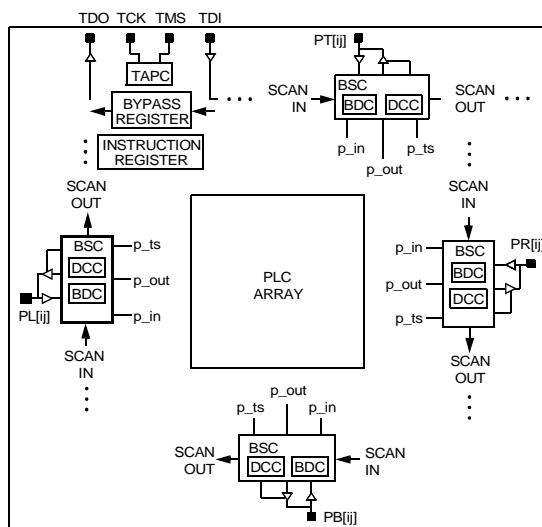 TDO TCK TMS TDI
PT[ij]
TAPC
BYPASS
REGISTER
INSTRUCTION
REGISTER
SCAN
IN
BSC
BDC DCC
SCAN
OUT
p_in
p_out
p_ts
SCAN
OUT
BSC
DCC
BDC
p_ts
p_out
p_in
PL[ij]
SCAN
IN
PLC
ARRAY
SCAN
IN
p_in
p_out
p_ts
BSC
BDC
DCC
PR[ij]
SCAN
OUT
p_out
p_ts p_in
SCAN
OUT
BSC
DCC BDC
SCAN
IN
PB[ij]